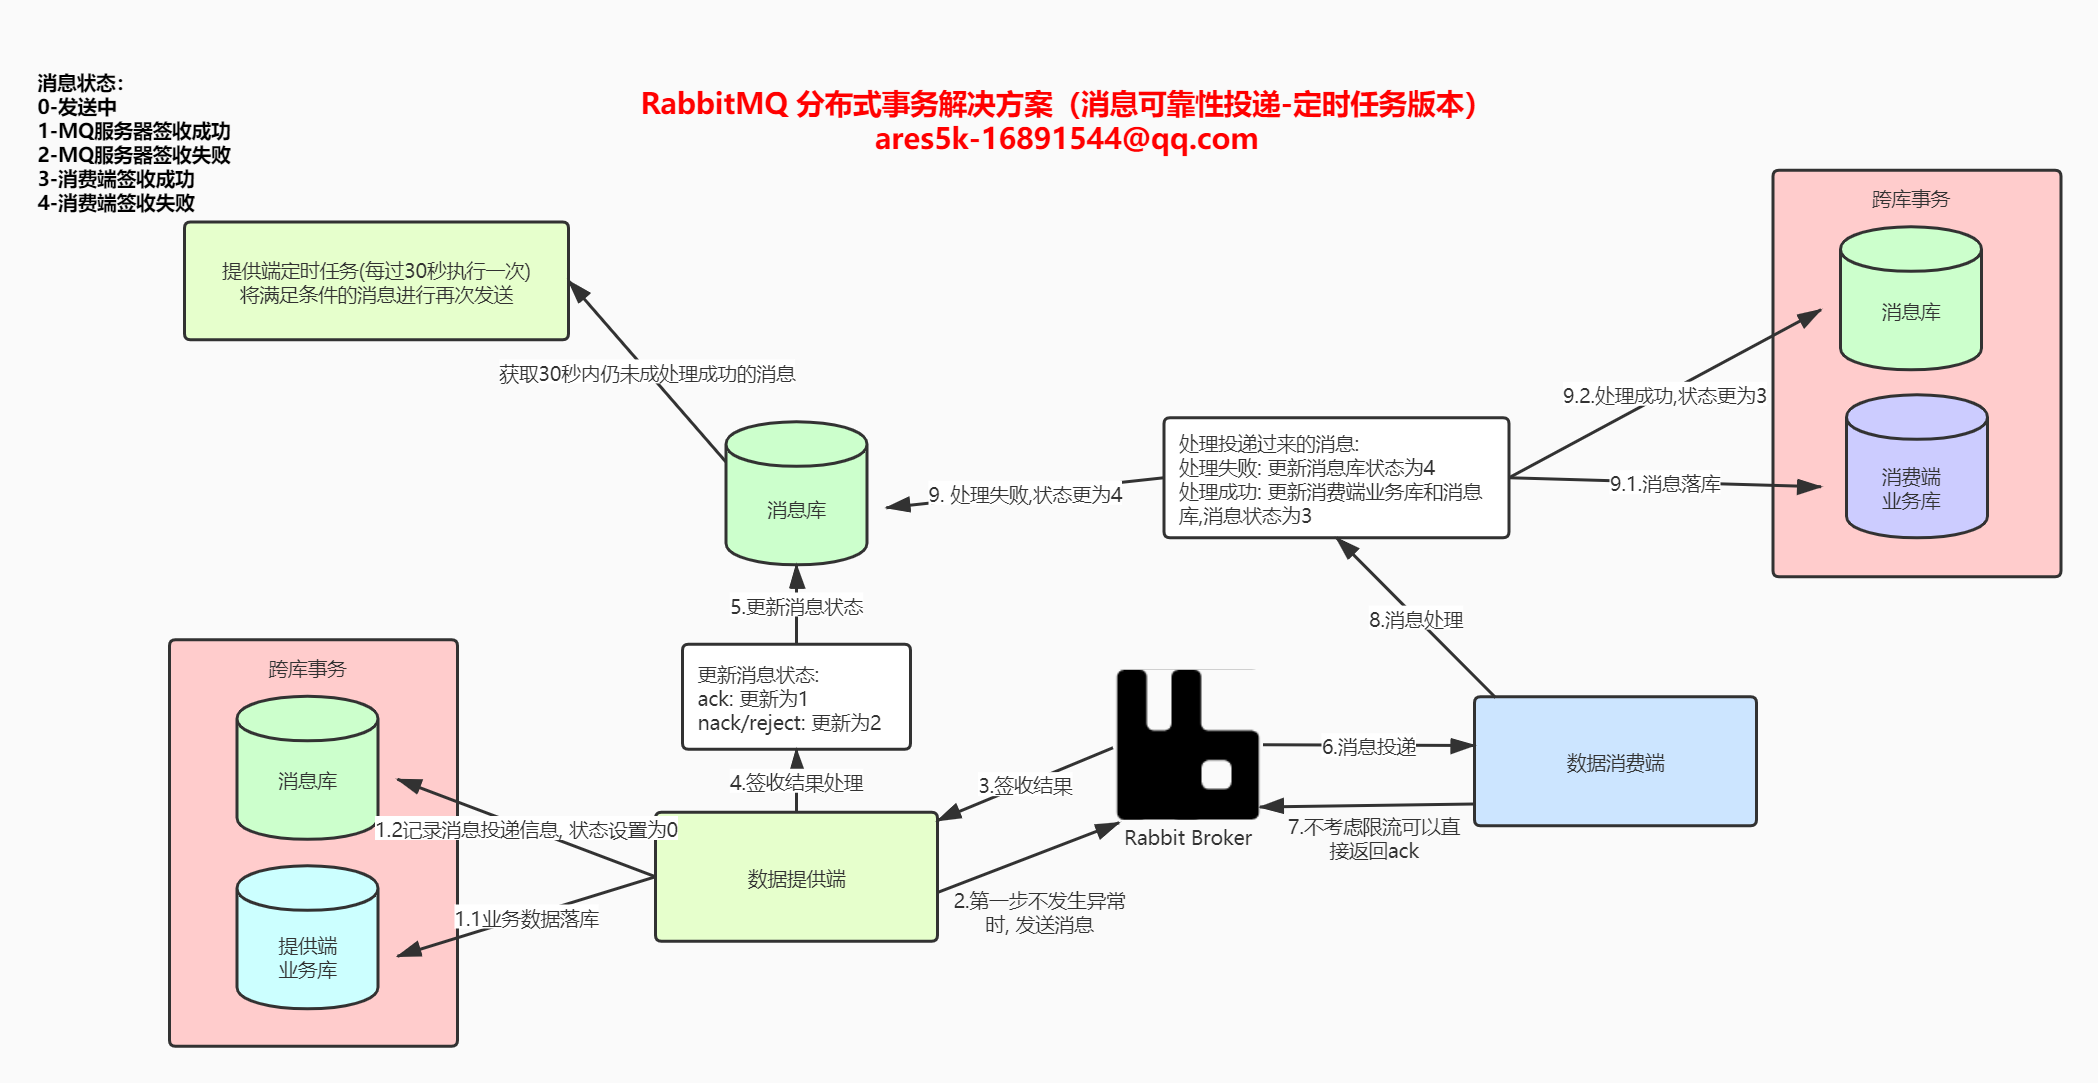 消息状态:
0-发送中
1-MQ服务器签收成功
2-MQ服务器签收失败
3-消费端签收成功
4-消费端签收失败
RabbitMQ 分布式事务解决方案（消息可靠性投递-定时任务版本）
ares5k-16891544@qq.com
提供端定时任务(每过30秒执行一次)
将满足条件的消息进行再次发送
获取30秒内仍未成处理成功的消息
消息库
9. 处理失败,状态更为4
处理投递过来的消息:
处理失败: 更新消息库状态为4
处理成功: 更新消费端业务库和消息
库,消息状态为3
9.2.处理成功,状态更为3
9.1.消息落库
跨库事务
消息库
消费端
业务库
5.更新消息状态
更新消息状态:
ack: 更新为1
nack/reject: 更新为2
4.签收结果处理
8.消息处理
跨库事务
消息库
提供端
业务库
1.2记录消息投递信息, 状态设置为0
1.1业务数据落库
数据提供端
3.签收结果
2.第一步不发生异常
时, 发送消息
Rabbit Broker
6.消息投递
7.不考虑限流可以直
接返回ack
数据消费端